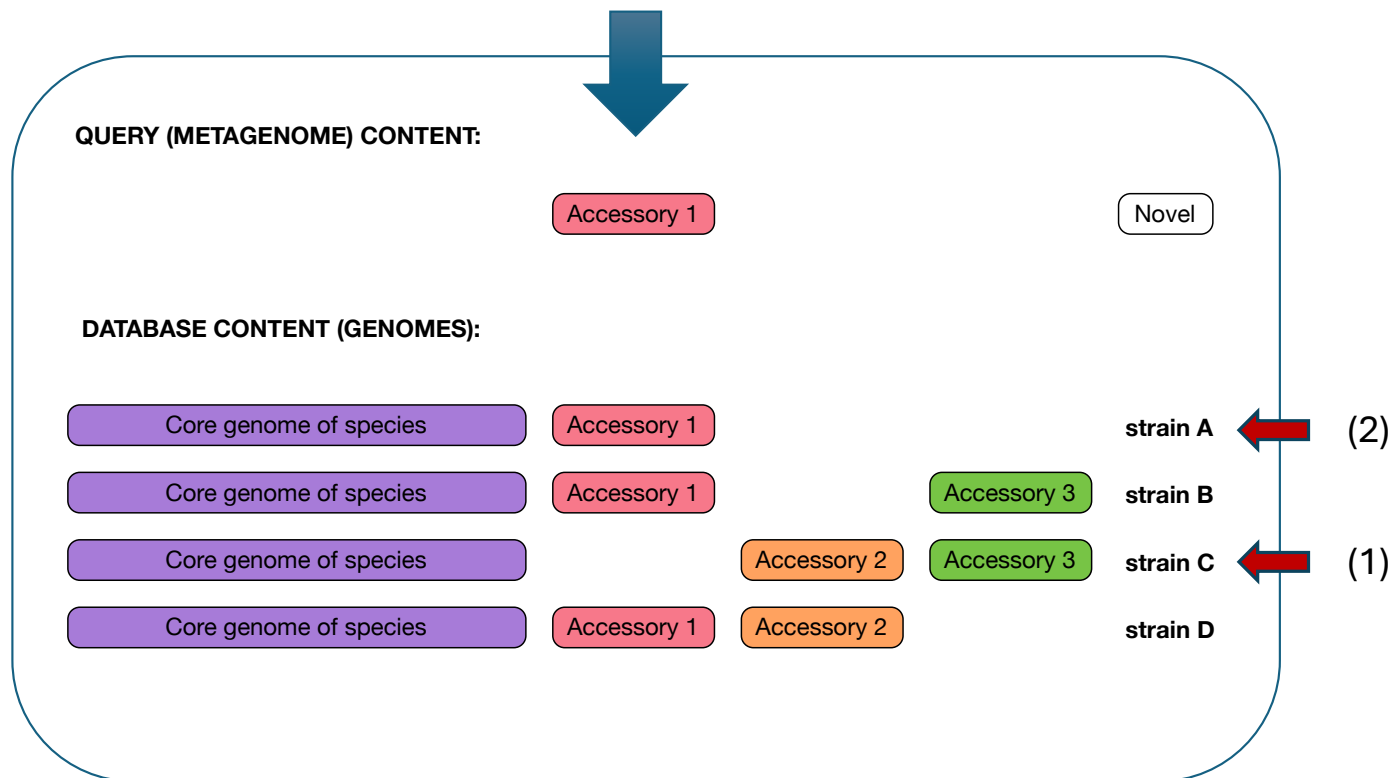 QUERY (METAGENOME) CONTENT:
Accessory 1 Novel
DATABASE CONTENT (GENOMES):
Core genome of species Accessory 1 strain A (2)
Core genome of species Accessory 1 Accessory 3 strain B
Core genome of species Accessory 2 Accessory 3 strain C (1)
Core genome of species Accessory 1 Accessory 2 strain D